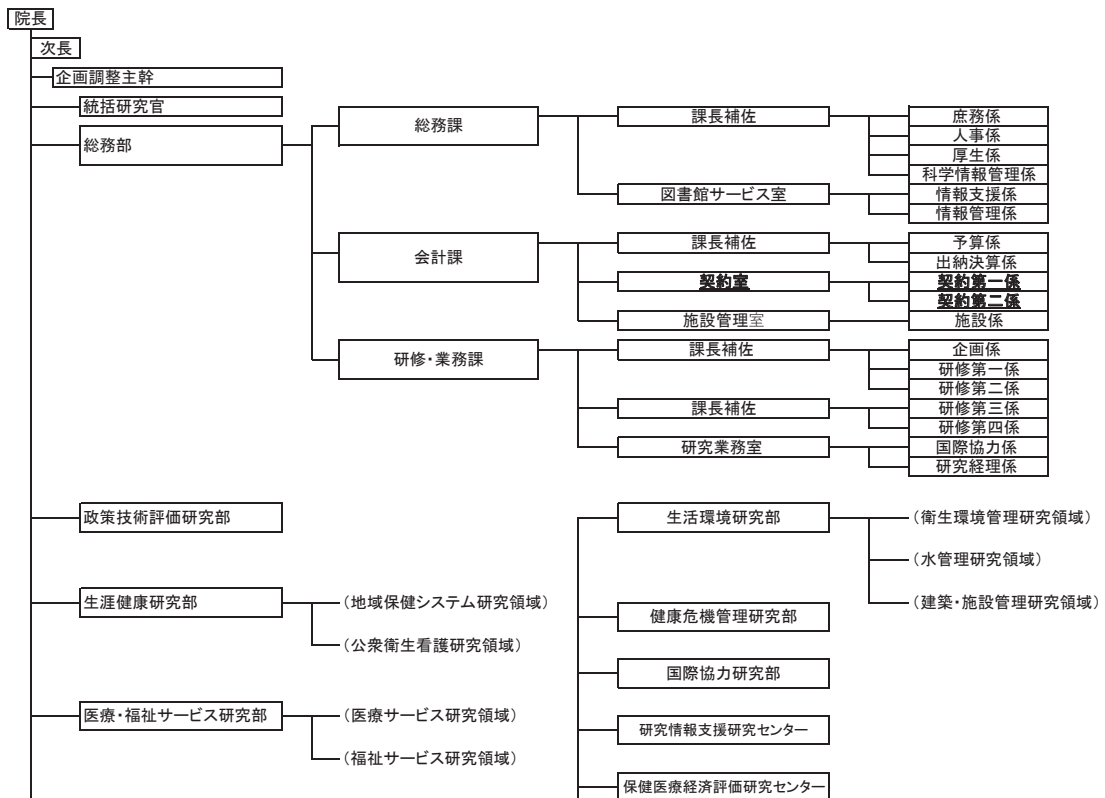 院長
次長
企画調整主幹
統括研究官
総務部
総務課
課長補佐
庶務係
人事係
厚生係
科学情報管理係
図書館サービス室
情報支援係
情報管理係
会計課
課長補佐
予算係
出納決算係
契約室
契約第一係
契約第二係
施設管理室
施設係
研修・業務課
課長補佐
企画係
研修第一係
研修第二係
課長補佐
研修第三係
研修第四係
研究業務室
国際協力係
研究経理係
政策技術評価研究部
生涯健康研究部
（地域保健システム研究領域）
（公衆衛生看護研究領域）
医療・福祉サービス研究部
（医療サービス研究領域）
（福祉サービス研究領域）
生活環境研究部
（衛生環境管理研究領域）
（水管理研究領域）
（建築・施設管理研究領域）
健康危機管理研究部
国際協力研究部
研究情報支援研究センター
保健医療経済評価研究センター